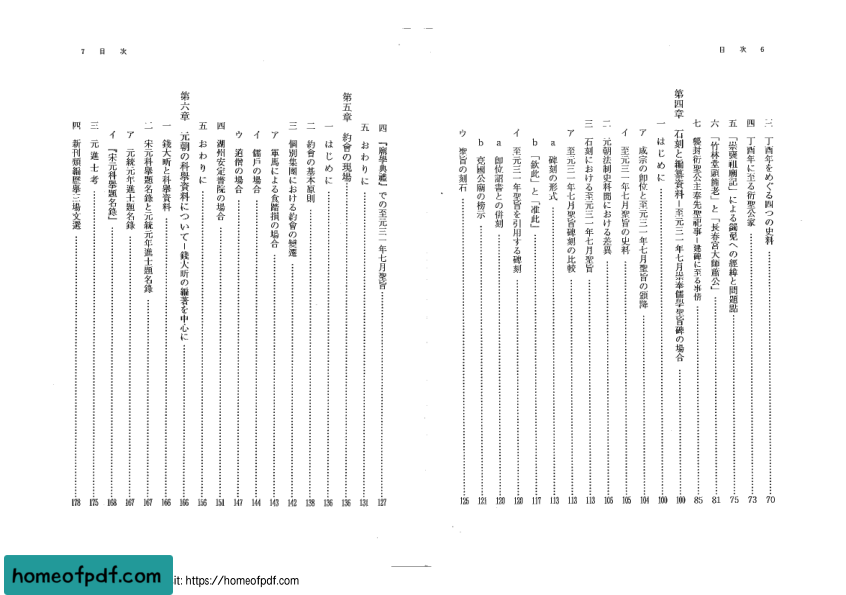 目次 6
三 丁酉年をめぐる四つの史料 70
四 丁酉年に至る衍聖公家 73
五 「崇奬祖廟記」による蠲免への經緯と問題點 75
六 「竹林堂頭簡老」と「長春宮大師蕭公」 81
七 襲封衍聖公主奉先聖祀事－建碑に至る事情 85
第四章 石刻と編纂資料－至元三一年七月崇奉儒學聖旨碑の場合 100
一 はじめに 100
ア 成宗の卽位と至元三一年七月聖旨の頒降 104
イ 至元三一年七月聖旨の史料 105
二 元朝法制史料閒における差異 105
三 石刻における至元三一年七月聖旨 113
ア 至元三一年七月聖旨碑刻の比較 113
a 碑刻の形式 113
b 「欽此」と「准此」 117
イ 至元三一年聖旨を引用する碑刻 120
a 卽位詔書との併刻 120
b 兗國公廟の榜示 121
ウ 聖旨の刻石 125
7 目次
四 『廟學典禮』での至元三一年七月聖旨 127
五 おわりに 131
第五章 約會の現場 136
一 はじめに 136
二 約會の基本原則 138
三 個別集團における約會の變遷 142
ア 軍馬による食踏損の場合 143
イ 儒戶の場合 144
ウ 道僧の場合 147
四 湖州安定書院の場合 154
五 おわりに 156
第六章 元朝の科擧資料について－錢大昕の編著を中心に 166
一 錢大昕と科擧資料 166
二 宋元科擧題名錄と元統元年進士題名錄 167
ア 元統元年進士題名錄 167
イ 『宋元科擧題名錄』 168
三 元進士考 175
四 新刊類編歷擧三場文選 178
homeofpdf.com
it: https://homeofpdf.com